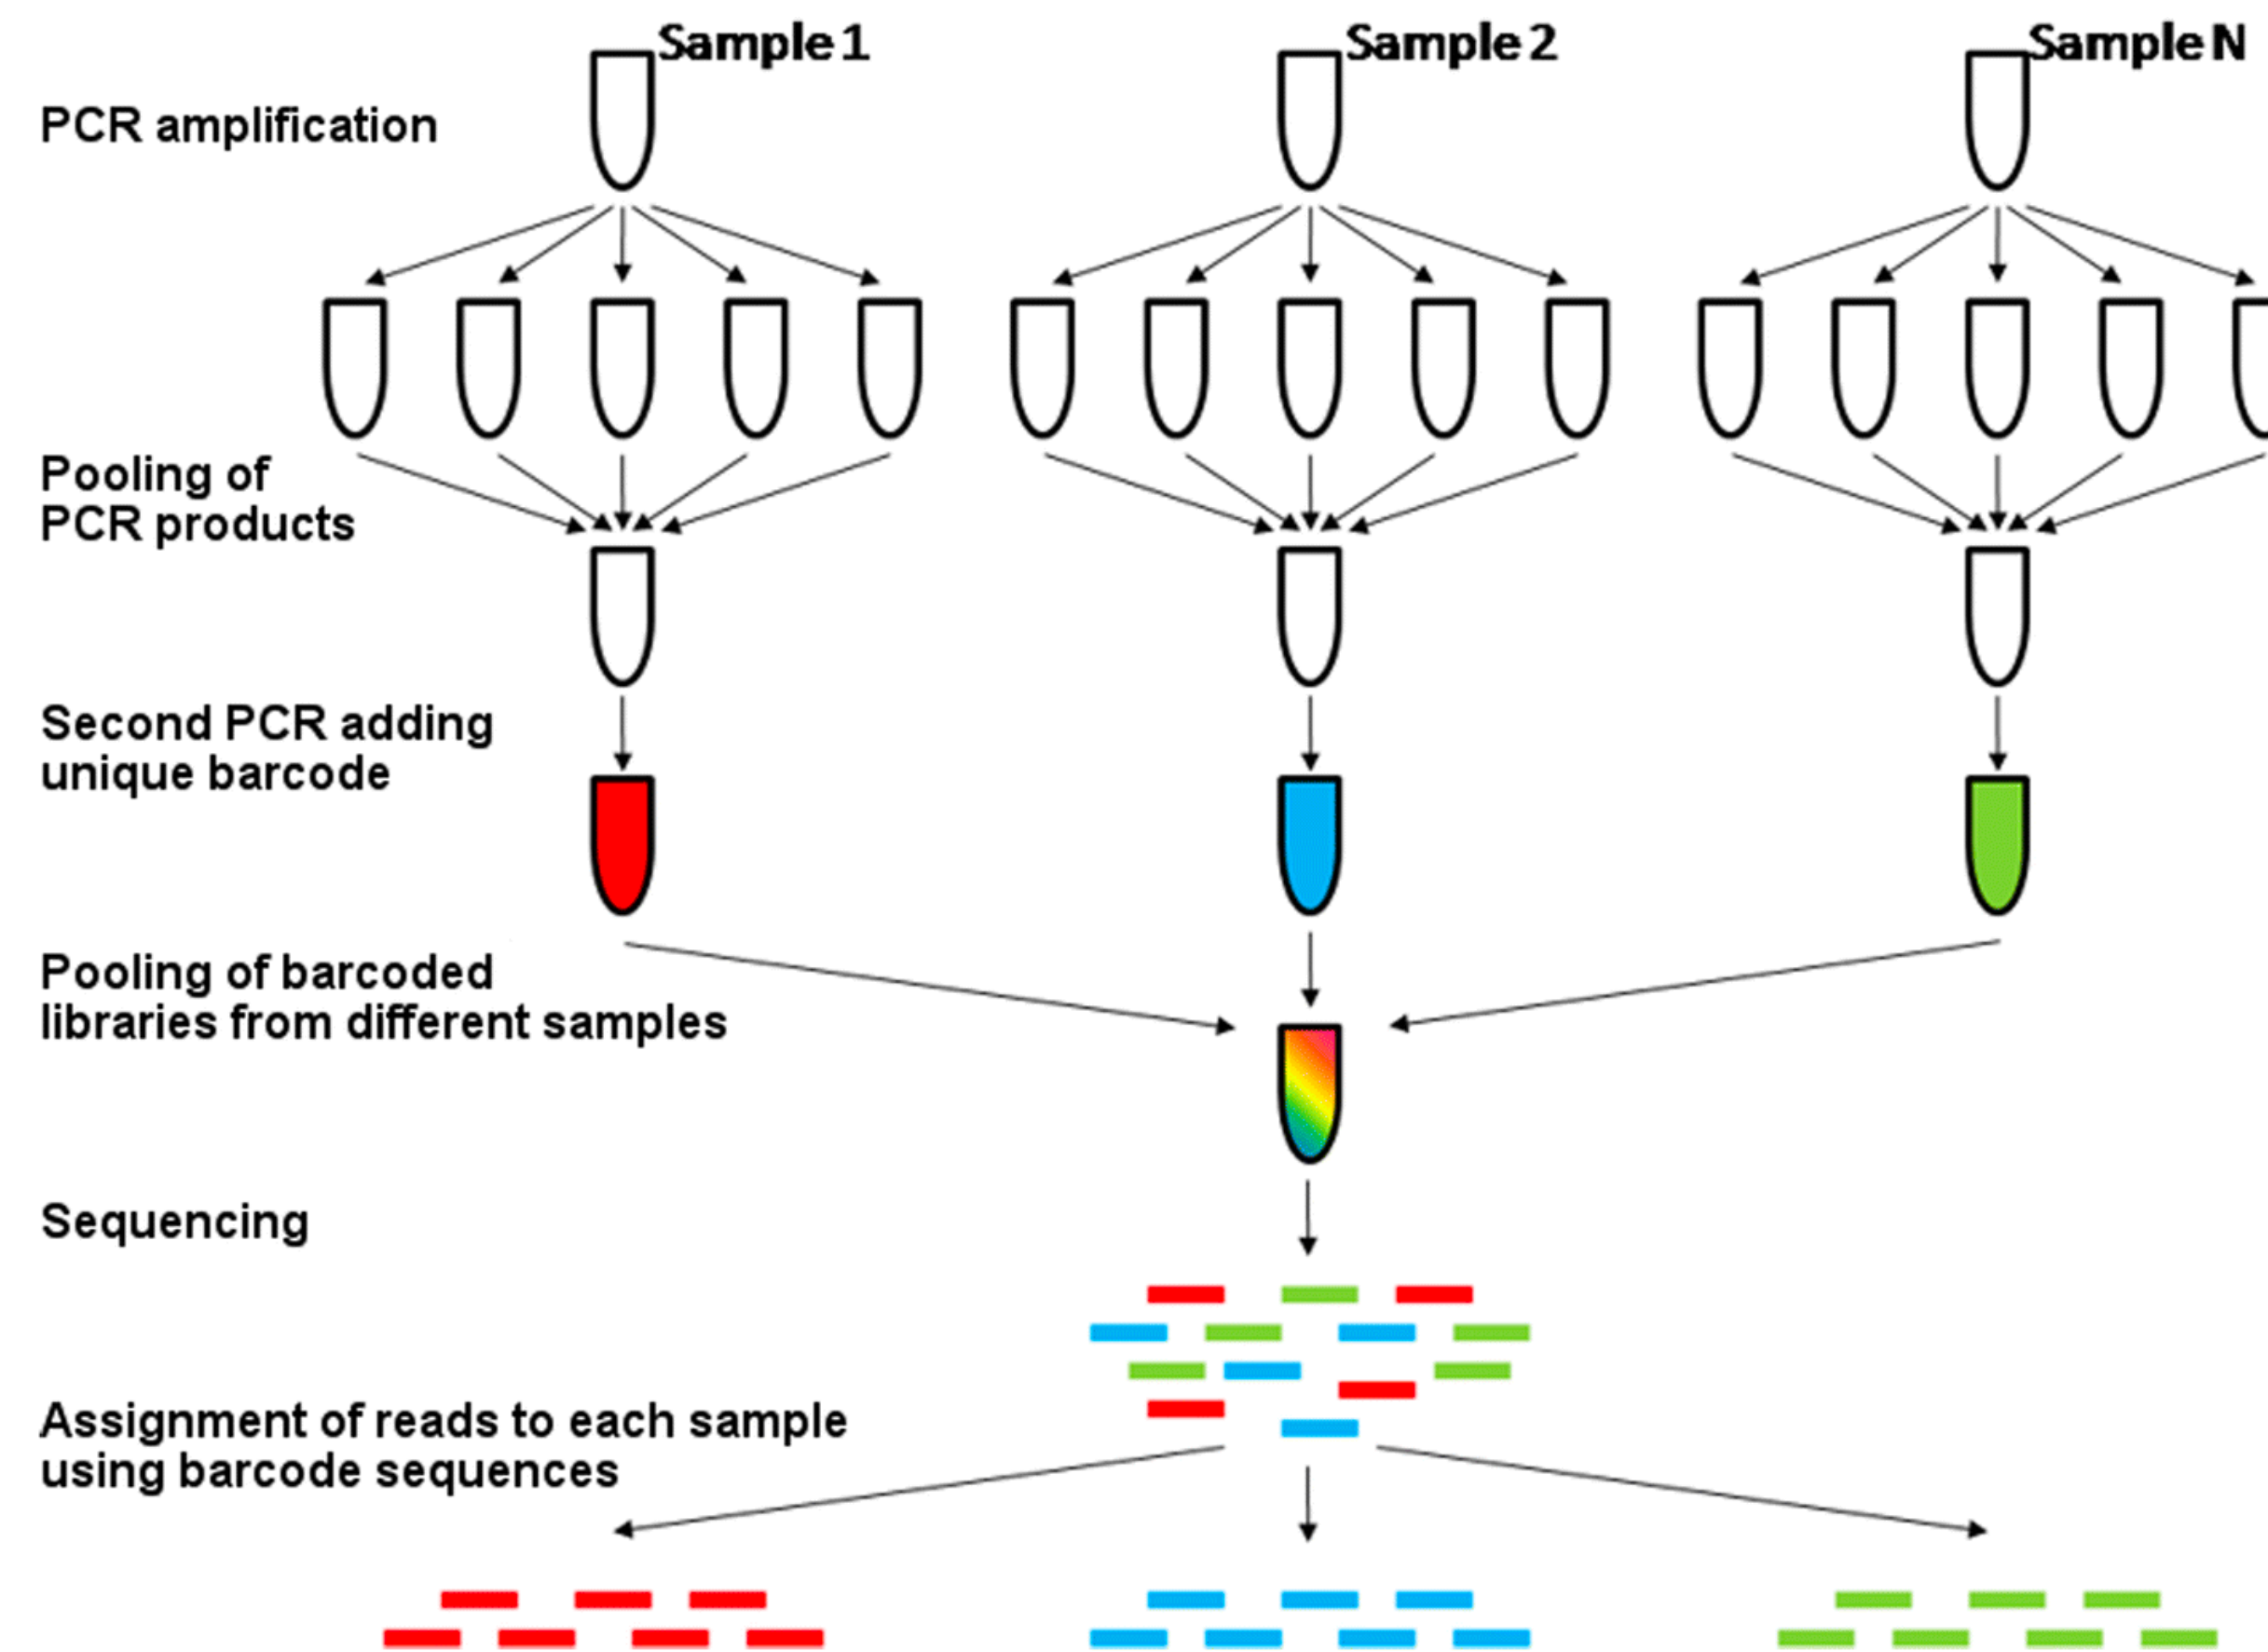 Sample 1
Sample 2
Sample N
PCR amplification
Pooling of
PCR products
Second PCR adding
unique barcode
Pooling of barcoded
libraries from different samples
Sequencing
Assignment of reads to each sample
using barcode sequences